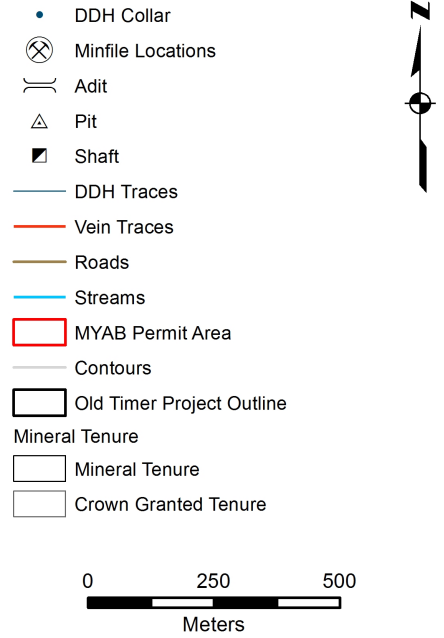 N
DDH Collar
Minfile Locations
Adit
Pit
Shaft
DDH Traces
Vein Traces
Roads
Streams
MYAB Permit Area
Contours
Old Timer Project Outline
Mineral Tenure
Mineral Tenure
Crown Granted Tenure
0 250 500
Meters